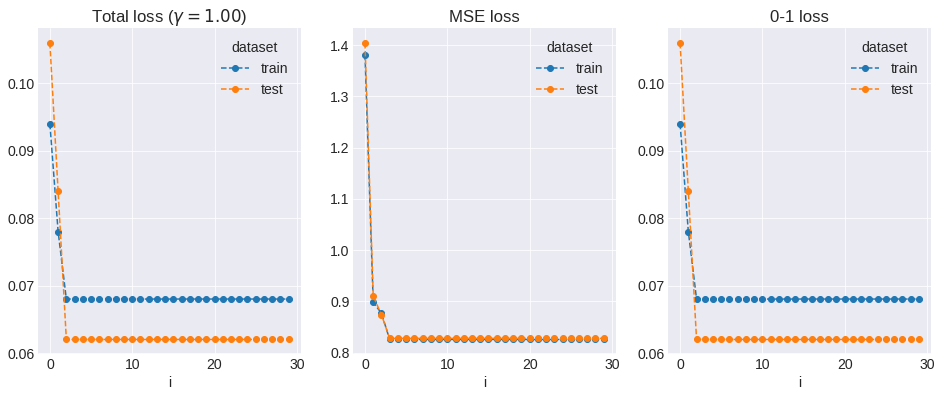 Total loss (γ = 1.00)
dataset
train
test
0.10
0.09
0.08
0.07
0.06
0
10
20
30
i
MSE loss
dataset
train
test
1.4
1.3
1.2
1.1
1.0
0.9
0.8
0
10
20
30
i
0-1 loss
dataset
train
test
0.10
0.09
0.08
0.07
0.06
0
10
20
30
i